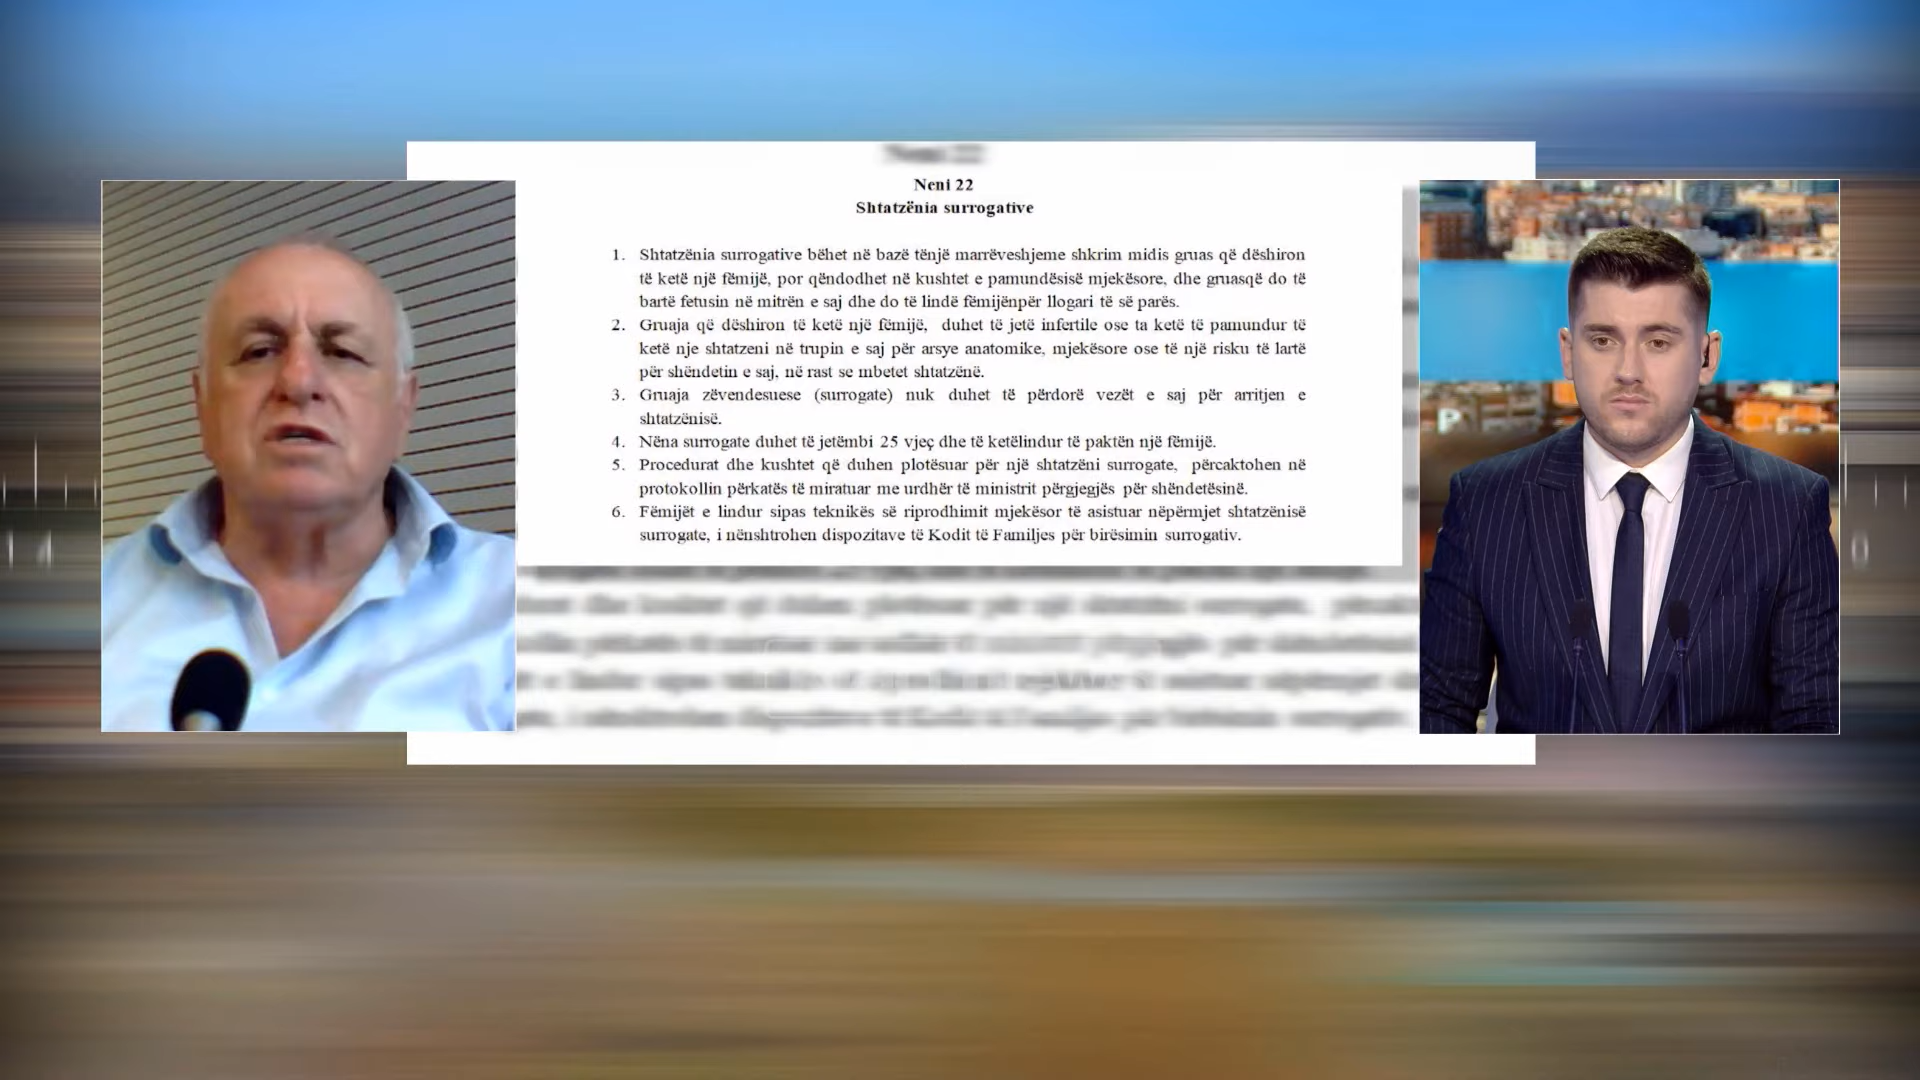 Neni 22
Neni 22
Shtatzënia surrogative
1. Shtatzënia surrogative bëhet në bazë tënjë marrëveshjeme shkrim midis gruas që dëshiron
të ketë një fëmijë, por qëndodhet në kushtet e pamundësisë mjekësore, dhe gruasqë do të
bartë fetusin në mitrën e saj dhe do të lindë fëmijënpër llogari të së parës.
2. Gruaja që dëshiron të ketë një fëmijë, duhet të jetë infertile ose ta ketë të pamundur të
ketë nje shtatzeni në trupin e saj për arsye anatomike, mjekësore ose të një risku të lartë
për shëndetin e saj, në rast se mbetet shtatzënë.
3. Gruaja zëvendesuese (surrogate) nuk duhet të përdorë vezët e saj për arritjen e
shtatzënisë.
4. Nëna surrogate duhet të jetëmbi 25 vjeç dhe të ketëlindur të paktën një fëmijë.
5. Procedurat dhe kushtet që duhen plotësuar për një shtatzëni surrogate, përcaktohen në
protokollin përkatës të miratuar me urdhër të ministrit përgjegjës për shëndetësinë.
6. Fëmijët e lindur sipas teknikës së riprodhimit mjekësor të asistuar nëpërmjet shtatzënisë
surrogate, i nënshtrohen dispozitave të Kodit të Familjes për birësimin surrogativ.